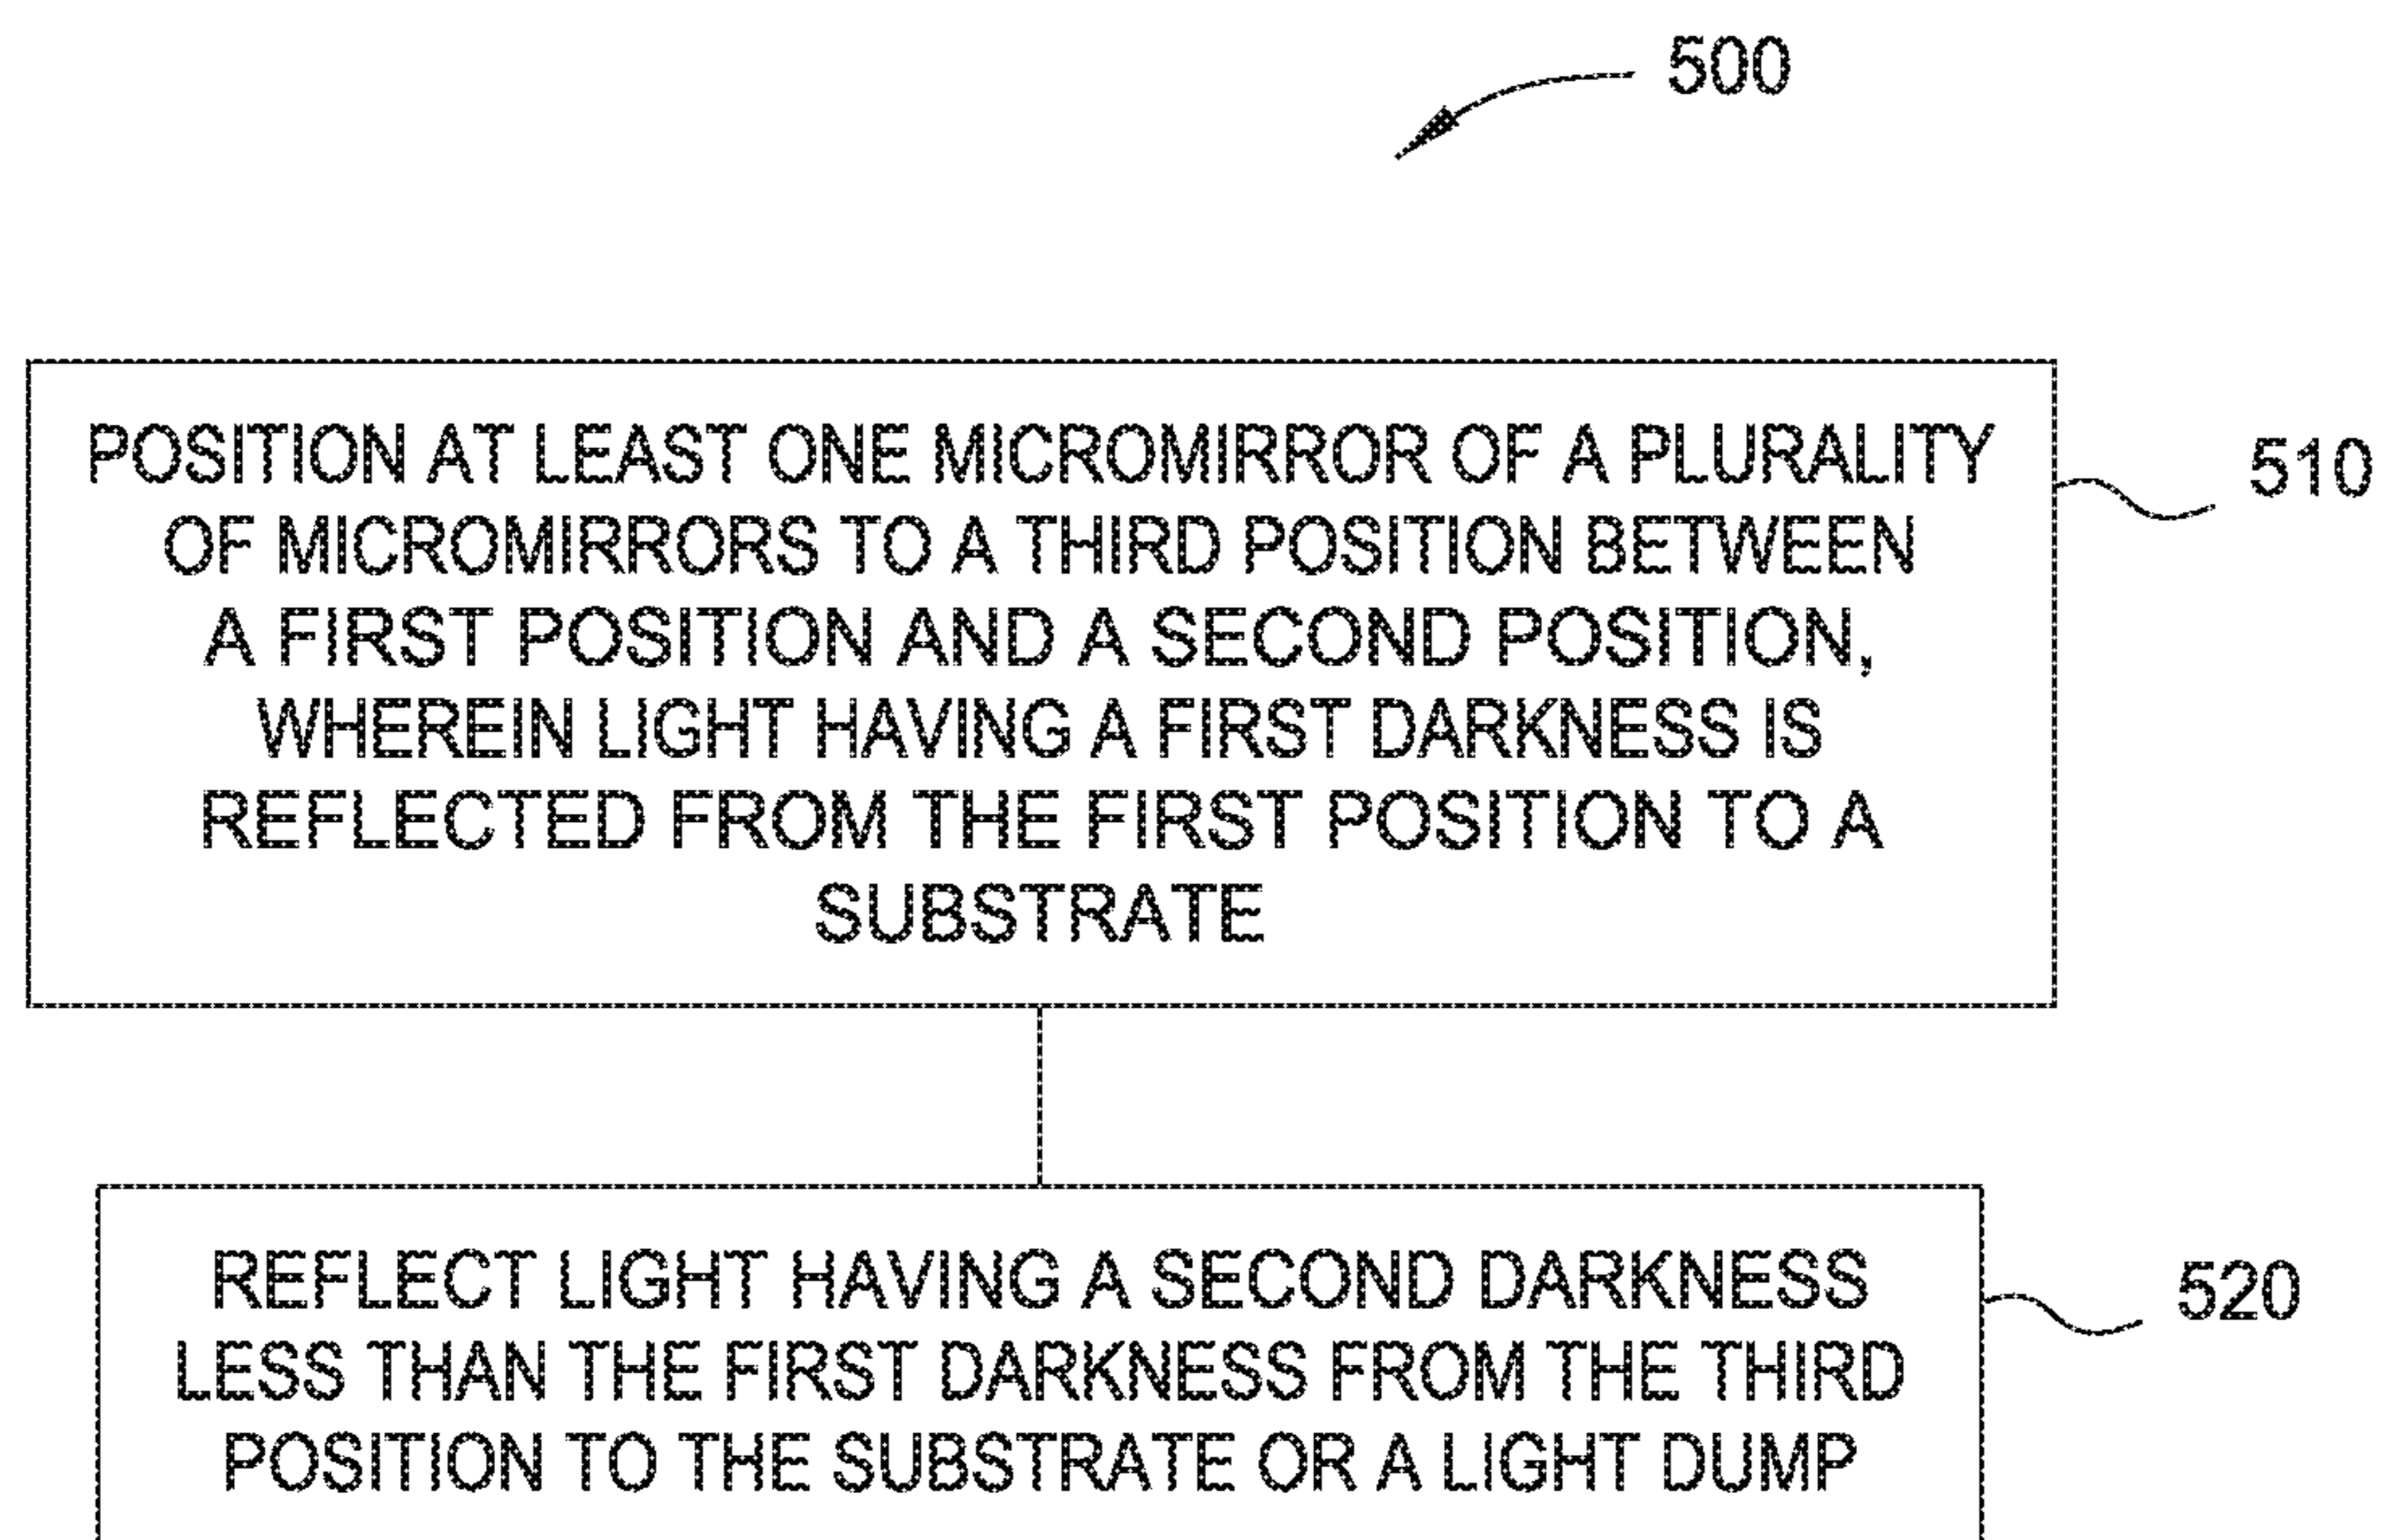 500
POSITION AT LEAST ONE MICROMIRROR OF A PLURALITY
OF MICROMIRRORS TO A THIRD POSITION BETWEEN
A FIRST POSITION AND A SECOND POSITION,
WHEREIN LIGHT HAVING A FIRST DARKNESS IS
REFLECTED FROM THE FIRST POSITION TO A
SUBSTRATE
510
REFLECT LIGHT HAVING A SECOND DARKNESS
LESS THAN THE FIRST DARKNESS FROM THE THIRD
POSITION TO THE SUBSTRATE OR A LIGHT DUMP
520